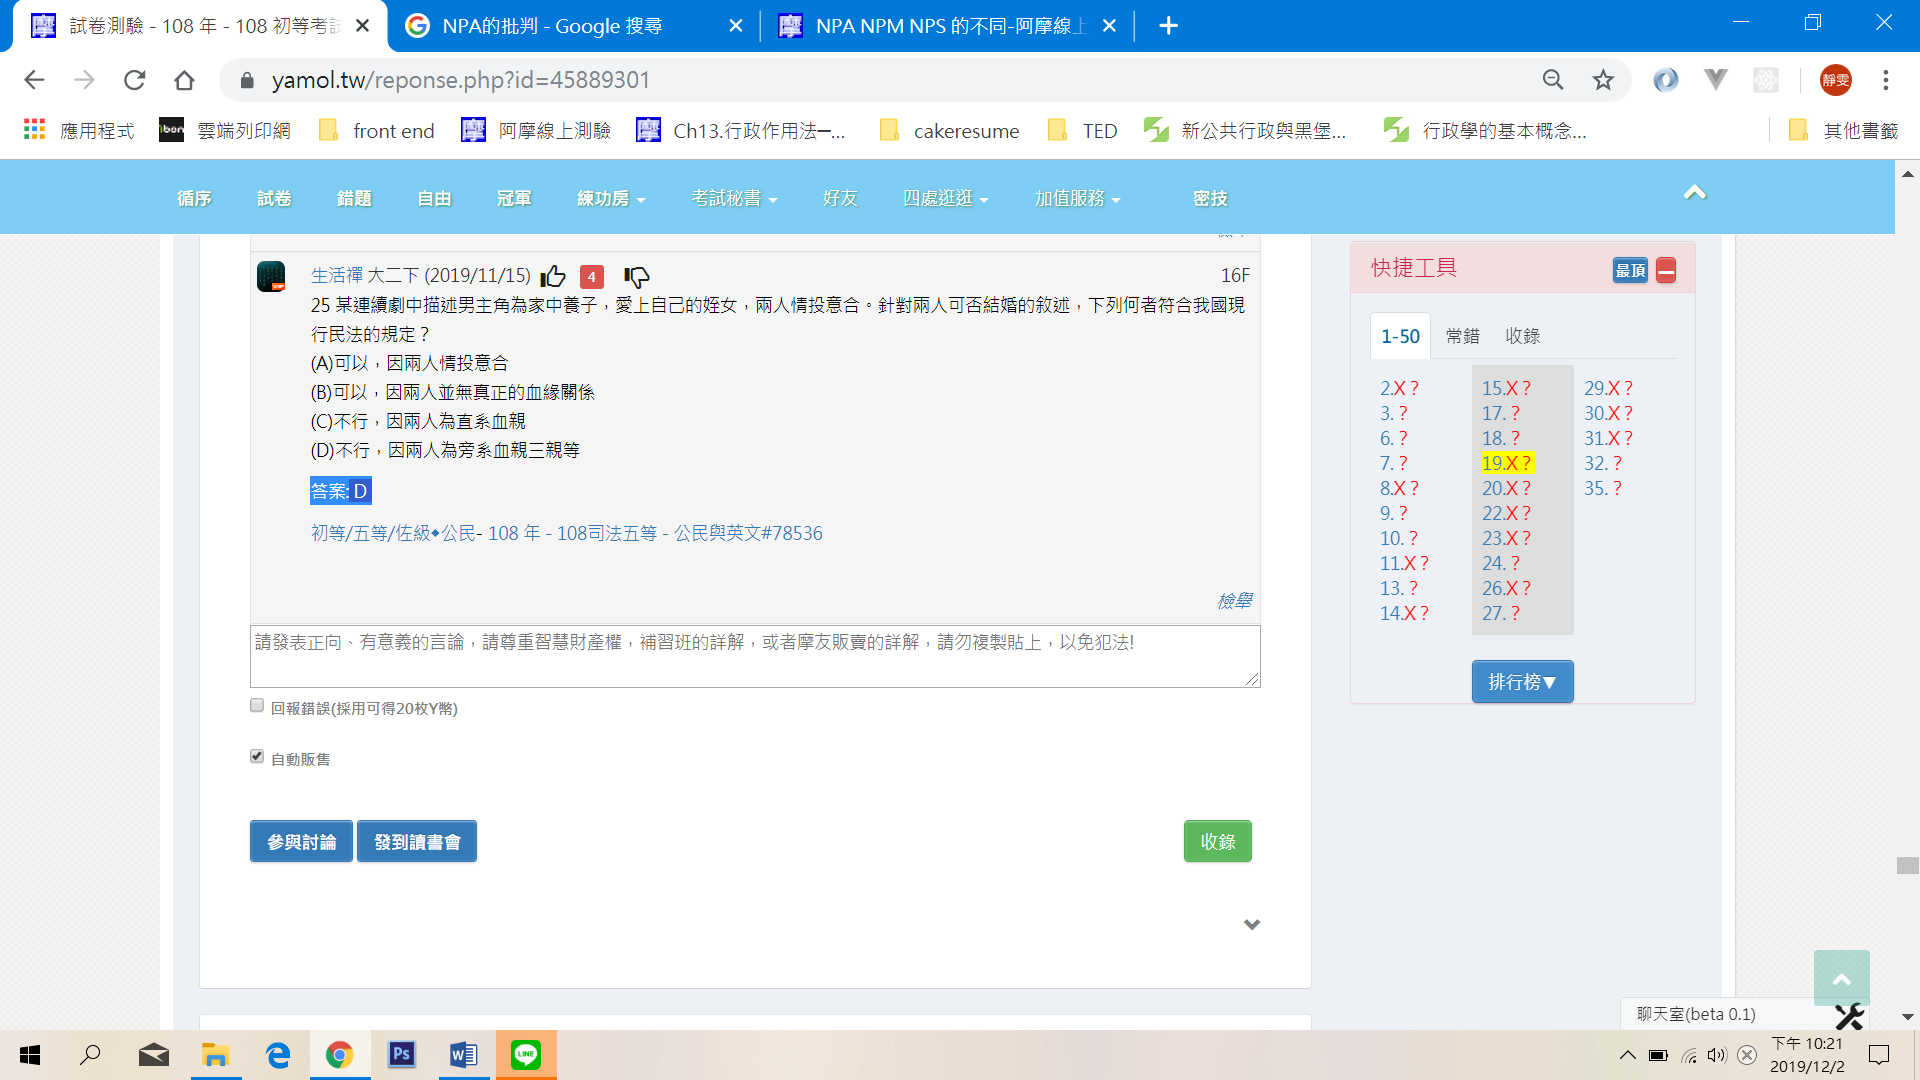 試卷測驗 - 108 年 - 108 初等考試
NPA的批判 - Google 搜尋
NPA NPM NPS 的不同-阿摩線上
yamol.tw/reponse.php?id=45889301
靜雯
應用程式
ibon
雲端列印網
front end
阿摩線上測驗
Ch13.行政作用法—...
cakeresume
TED
新公共行政與黑堡...
行政學的基本概念...
其他書籤
循序 試卷 錯題 自由 冠軍 練功房 考試秘書 好友 四處逛逛 加值服務 密技
生活禪 大二下 (2019/11/15) 4 16F
25 某連續劇中描述男主角為家中養子，愛上自己的姪女，兩人情投意合。針對兩人可否結婚的敘述，下列何者符合我國現
行民法的規定？
(A)可以，因兩人情投意合
(B)可以，因兩人並無真正的血緣關係
(C)不行，因兩人為直系血親
(D)不行，因兩人為旁系血親三親等
答案:D
初等/五等/佐級◆公民- 108 年 - 108司法五等 - 公民與英文#78536
檢舉
請發表正向、有意義的言論，請尊重智慧財產權，補習班的詳解，或者摩友販賣的詳解，請勿複製貼上，以免犯法!
回報錯誤(採用可得20枚Y幣)
自動販售
參與討論 發到讀書會 收錄
快捷工具 最頂
1-50 常錯 收錄
2.X ? 15.X ? 29.X ?
3. ? 17. ? 30.X ?
6. ? 18. ? 31.X ?
7. ? 19.X ? 32. ?
8.X ? 20.X ? 35. ?
9. ? 22.X ?
10. ? 23.X ?
11.X ? 24. ?
13. ? 26.X ?
14.X ? 27. ?
排行榜▼
聊天室(beta 0.1)
Ps
LINE
下午 10:21
2019/12/2